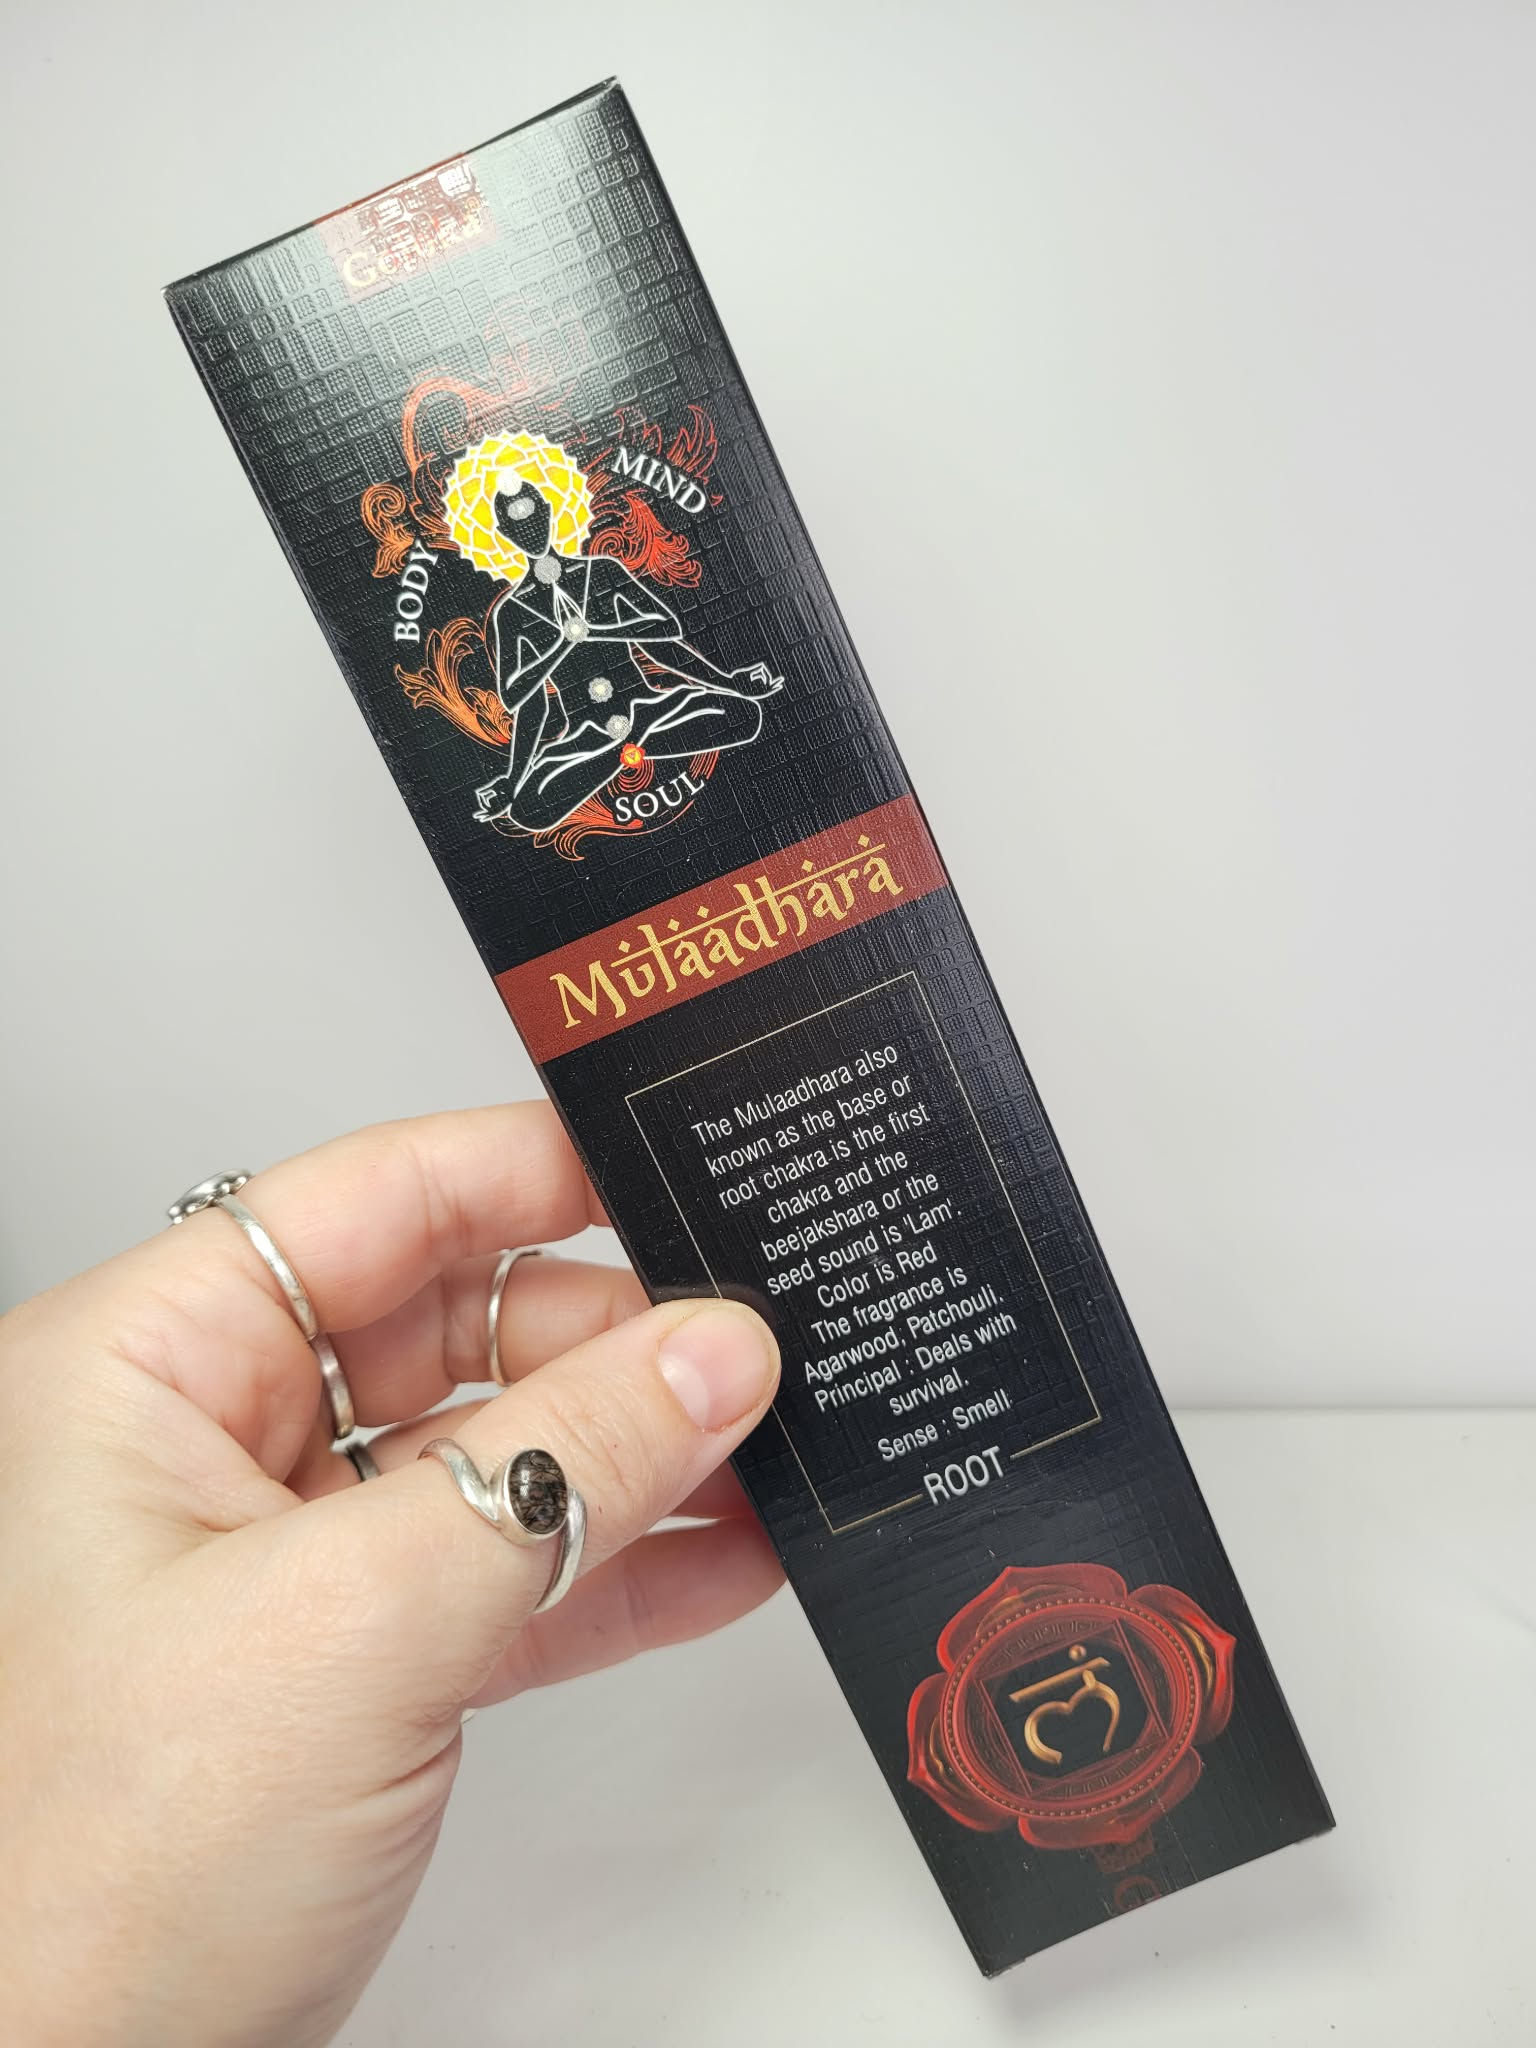 Goloka
BODY
MIND
SOUL
Mulaadhara
The Mulaadhara also
known as the base or
root chakra is the first
chakra and the
beejakshara or the
seed sound is 'Lam'.
Color is Red
The fragrance is
Agarwood, Patchouli.
Principal : Deals with
survival.
Sense : Smell
ROOT
लं